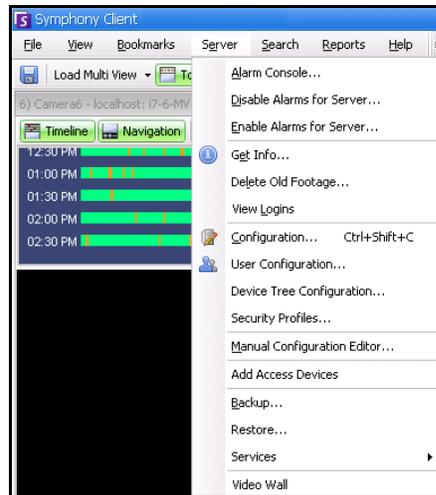 Symphony Client
File View Bookmarks Server Search Reports Help
Load Multi View
6) Camera6 - localhost: i7-6-MV
Timeline Navigation
12:30 PM
01:00 PM
01:30 PM
02:00 PM
02:30 PM
Alarm Console...
Disable Alarms for Server...
Enable Alarms for Server...
Get Info...
Delete Old Footage...
View Logins
Configuration... Ctrl+Shift+C
User Configuration...
Device Tree Configuration...
Security Profiles...
Manual Configuration Editor...
Add Access Devices
Backup...
Restore...
Services
Video Wall